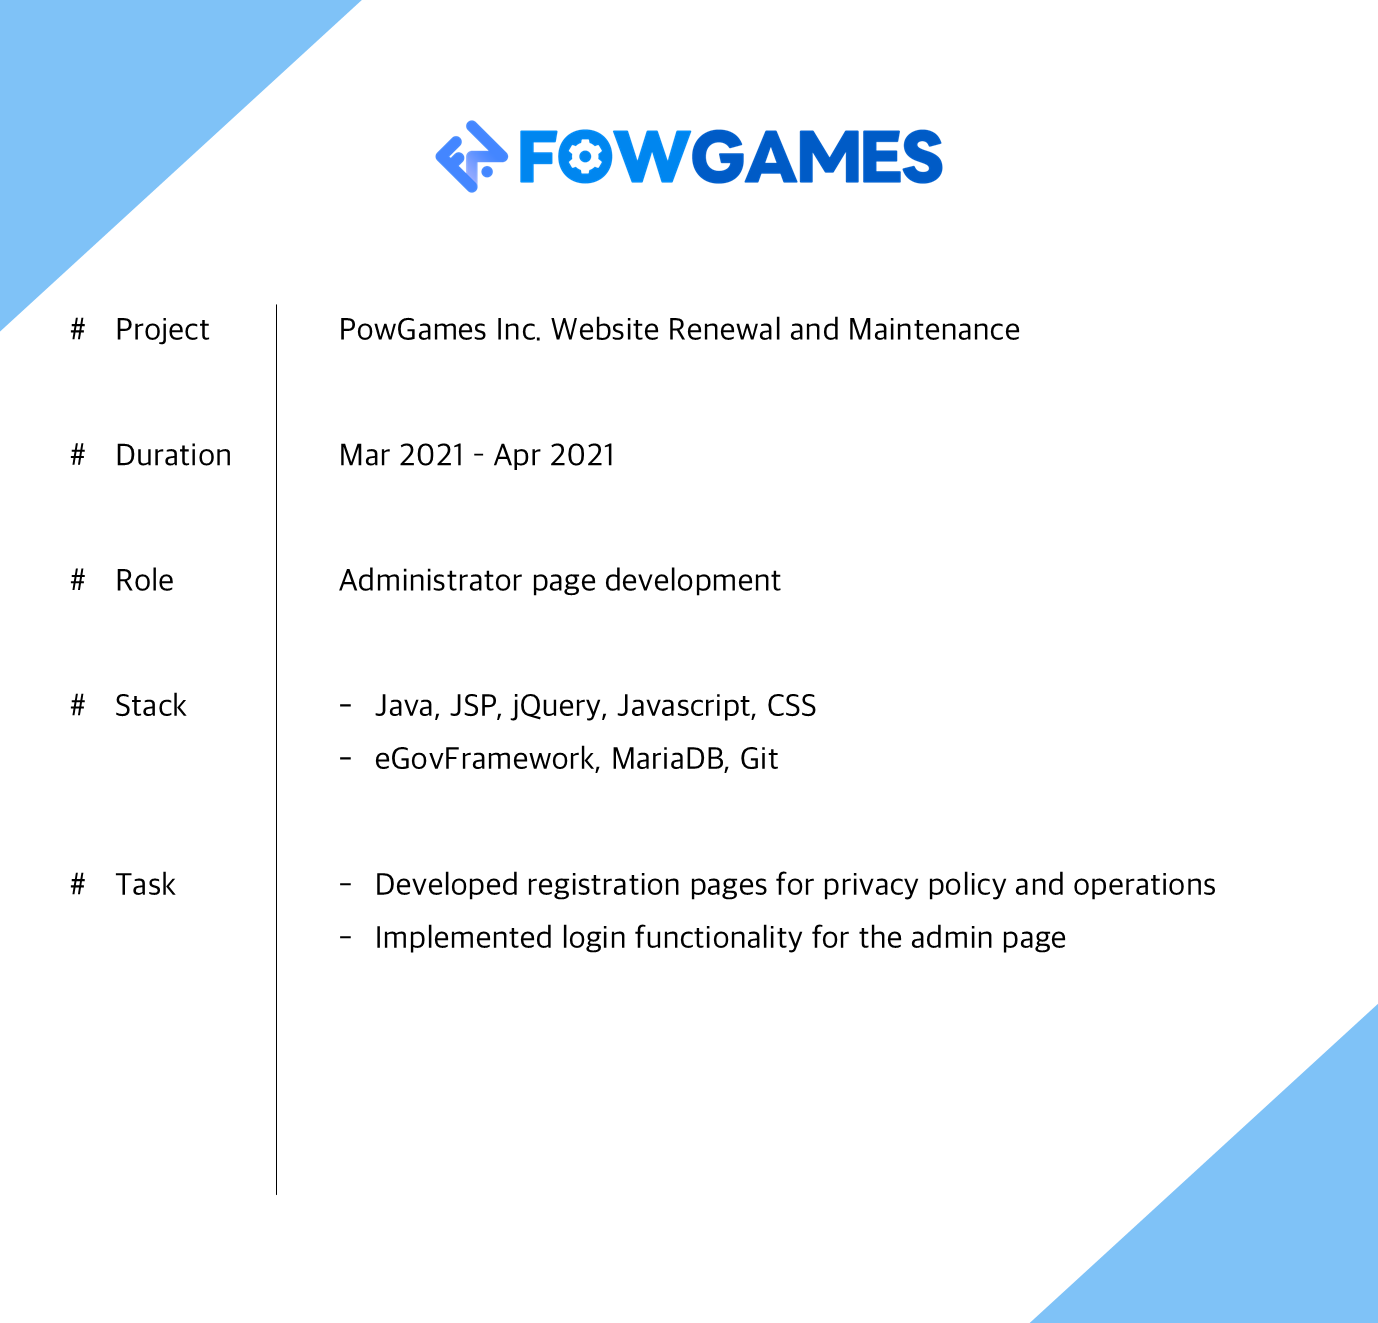 FOWGAMES
# Project PowGames Inc. Website Renewal and Maintenance
# Duration Mar 2021 - Apr 2021
# Role Administrator page development
# Stack - Java, JSP, jQuery, Javascript, CSS
- eGovFramework, MariaDB, Git
# Task - Developed registration pages for privacy policy and operations
- Implemented login functionality for the admin page